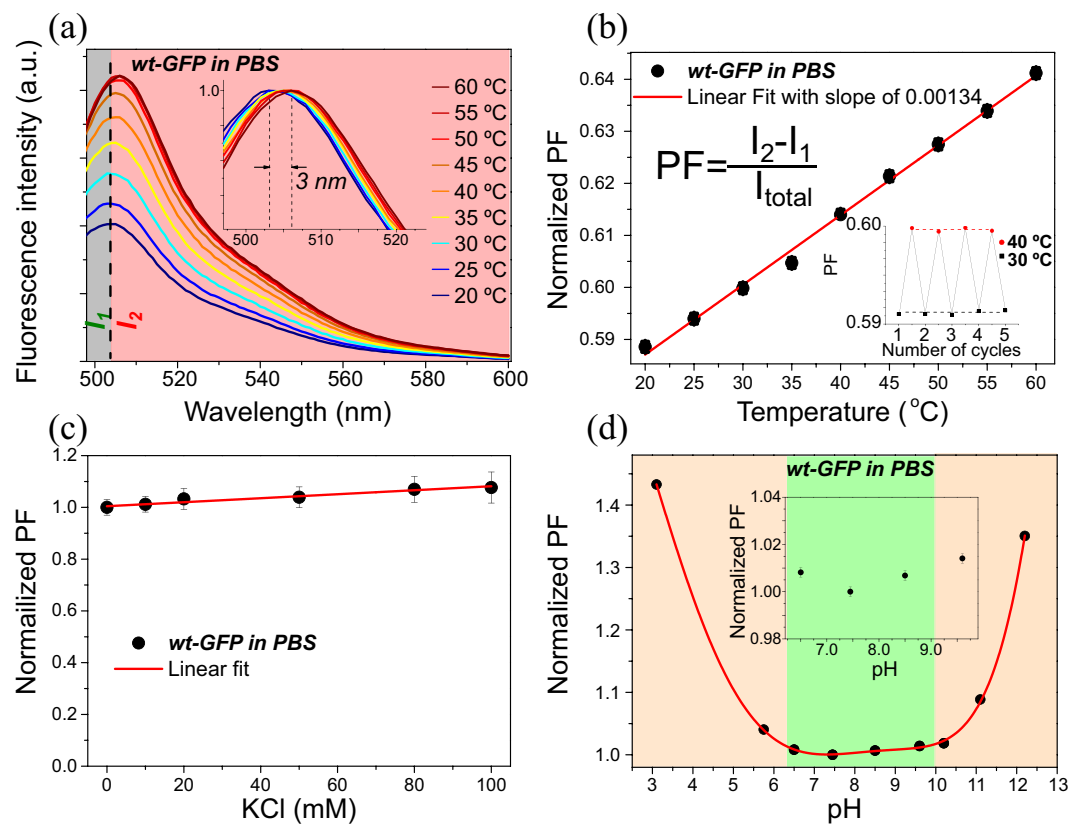 (a)
Fluorescence intensity (a.u.)
wt-GFP in PBS
1.0
3 nm
500
510
520
60 ºC
55 ºC
50 ºC
45 ºC
40 ºC
35 ºC
30 ºC
25 ºC
20 ºC
I1
I2
500
520
540
560
580
600
Wavelength (nm)
(b)
Normalized PF
0.64
0.63
0.62
0.61
0.60
0.59
wt-GFP in PBS
Linear Fit with slope of 0.00134
PF=
I2-I1
Itotal
PF
0.60
0.59
40 ºC
30 ºC
1 2 3 4 5
Number of cycles
20 25 30 35 40 45 50 55 60
Temperature (°C)
(c)
Normailized PF
1.2
1.0
0.8
0.6
0.4
0.2
0.0
wt-GFP in PBS
Linear fit
0 20 40 60 80 100
KCl (mM)
(d)
Normalized PF
1.4
1.3
1.2
1.1
1.0
wt-GFP in PBS
Normalized PF
1.04
1.02
1.00
0.98
7.0 8.0 9.0
pH
3 4 5 6 7 8 9 10 11 12 13
pH